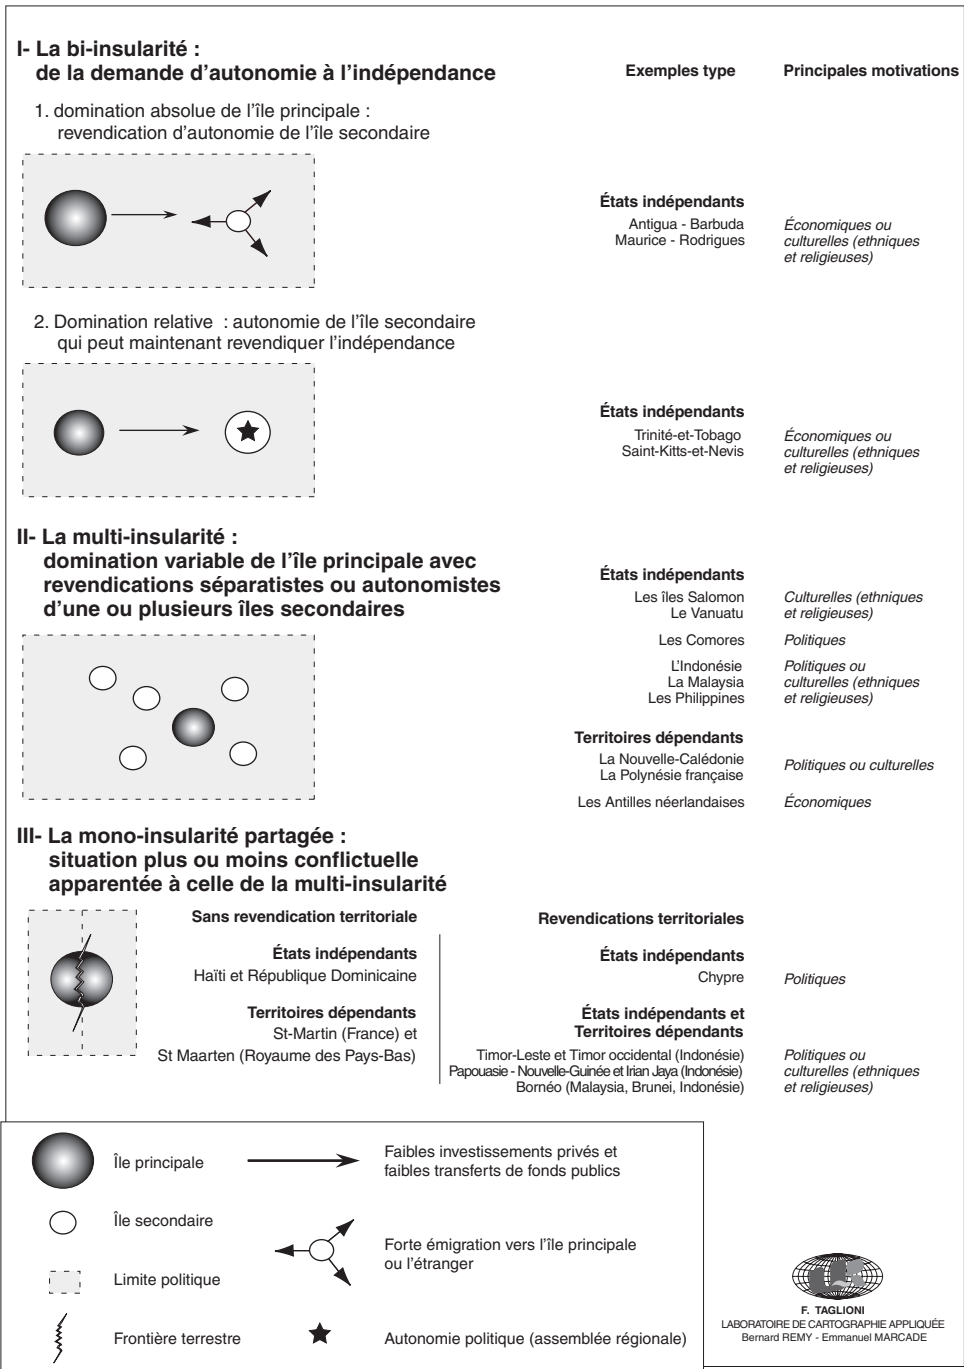 I- La bi-insularité :
de la demande d'autonomie à l'indépendance
Exemples type
Principales motivations
1. domination absolue de l'île principale :
revendication d'autonomie de l'île secondaire
États indépendants
Antigua - Barbuda
Maurice - Rodrigues
Économiques ou
culturelles (ethniques
et religieuses)
2. Domination relative : autonomie de l'île secondaire
qui peut maintenant revendiquer l'indépendance
États indépendants
Trinité-et-Tobago
Saint-Kitts-et-Nevis
Économiques ou
culturelles (ethniques
et religieuses)
II- La multi-insularité :
domination variable de l'île principale avec
revendications séparatistes ou autonomistes
d'une ou plusieurs îles secondaires
États indépendants
Les îles Salomon
Le Vanuatu
Culturelles (ethniques
et religieuses)
Les Comores
Politiques
L'Indonésie
La Malaysia
Les Philippines
Politiques ou
culturelles (ethniques
et religieuses)
Territoires dépendants
La Nouvelle-Calédonie
La Polynésie française
Politiques ou culturelles
Les Antilles néerlandaises
Économiques
III- La mono-insularité partagée :
situation plus ou moins conflictuelle
apparentée à celle de la multi-insularité
Sans revendication territoriale
États indépendants
Haïti et République Dominicaine
Territoires dépendants
St-Martin (France) et
St Maarten (Royaume des Pays-Bas)
Revendications territoriales
États indépendants
Chypre
Politiques
États indépendants et
Territoires dépendants
Timor-Leste et Timor occidental (Indonésie)
Papouasie - Nouvelle-Guinée et Irian Jaya (Indonésie)
Bornéo (Malaysia, Brunei, Indonésie)
Politiques ou
culturelles (ethniques
et religieuses)
Île principale
Île secondaire
Limite politique
Frontière terrestre
Faibles investissements privés et
faibles transferts de fonds publics
Forte émigration vers l'île principale
ou l'étranger
Autonomie politique (assemblée régionale)
F. TAGLIONI
LABORATOIRE DE CARTOGRAPHIE APPLIQUÉE
Bernard REMY - Emmanuel MARCADE